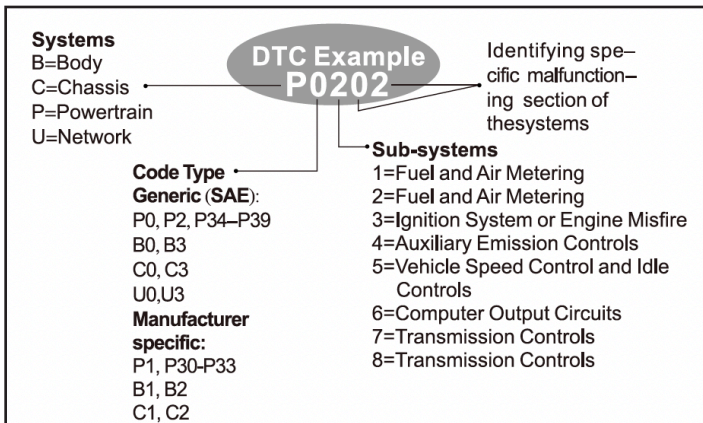 Systems
B=Body
C=Chassis
P=Powertrain
U=Network
DTC Example
P0202
Identifying spe–
cific malfunction–
ing section of
thesystems
Code Type
Generic (SAE):
P0, P2, P34–P39
B0, B3
C0, C3
U0,U3
Manufacturer
specific:
P1, P30-P33
B1, B2
C1, C2
Sub-systems
1=Fuel and Air Metering
2=Fuel and Air Metering
3=Ignition System or Engine Misfire
4=Auxiliary Emission Controls
5=Vehicle Speed Control and Idle
Controls
6=Computer Output Circuits
7=Transmission Controls
8=Transmission Controls